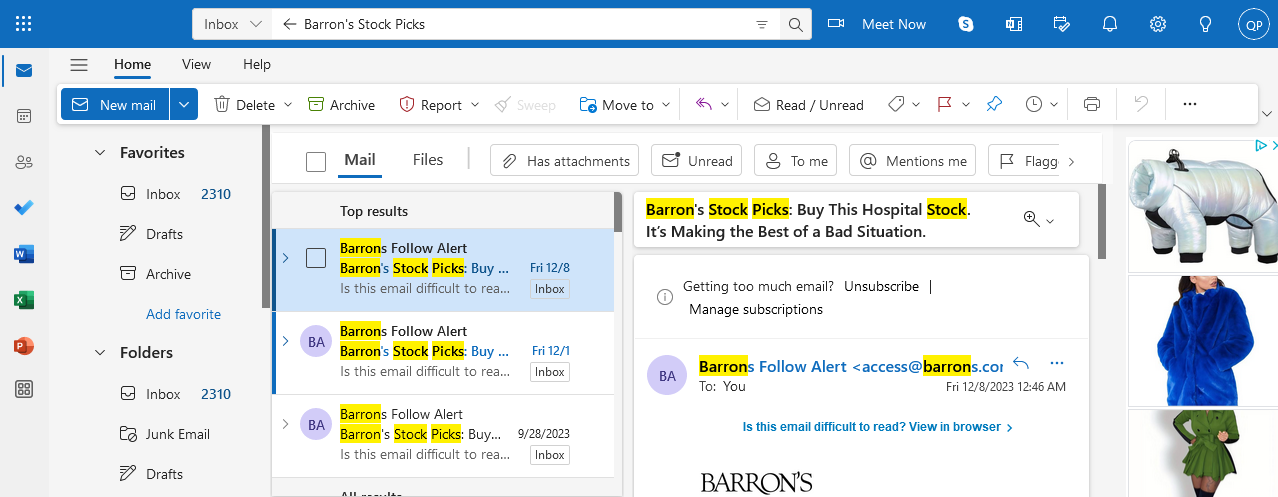 Inbox
Barron's Stock Picks
Meet Now
QP
Home
View
Help
New mail
Delete
Archive
Report
Sweep
Move to
Read / Unread
Favorites
Inbox 2310
Drafts
Archive
Add favorite
Folders
Inbox 2310
Junk Email
Drafts
Mail
Files
Has attachments
Unread
To me
Mentions me
Flagge
Top results
Barrons Follow Alert
Barron's Stock Picks: Buy ... Fri 12/8
Is this email difficult to rea... Inbox
BA
Barrons Follow Alert
Barron's Stock Picks: Buy ... Fri 12/1
Is this email difficult to rea... Inbox
BA
Barrons Follow Alert
Barron's Stock Picks: Buy... 9/28/2023
Is this email difficult to rea... Inbox
All results
Barron's Stock Picks: Buy This Hospital Stock.
It's Making the Best of a Bad Situation.
Getting too much email? Unsubscribe |
Manage subscriptions
BA
Barrons Follow Alert <access@barrons.cor
To: You
Fri 12/8/2023 12:46 AM
Is this email difficult to read? View in browser >
BARRON'S